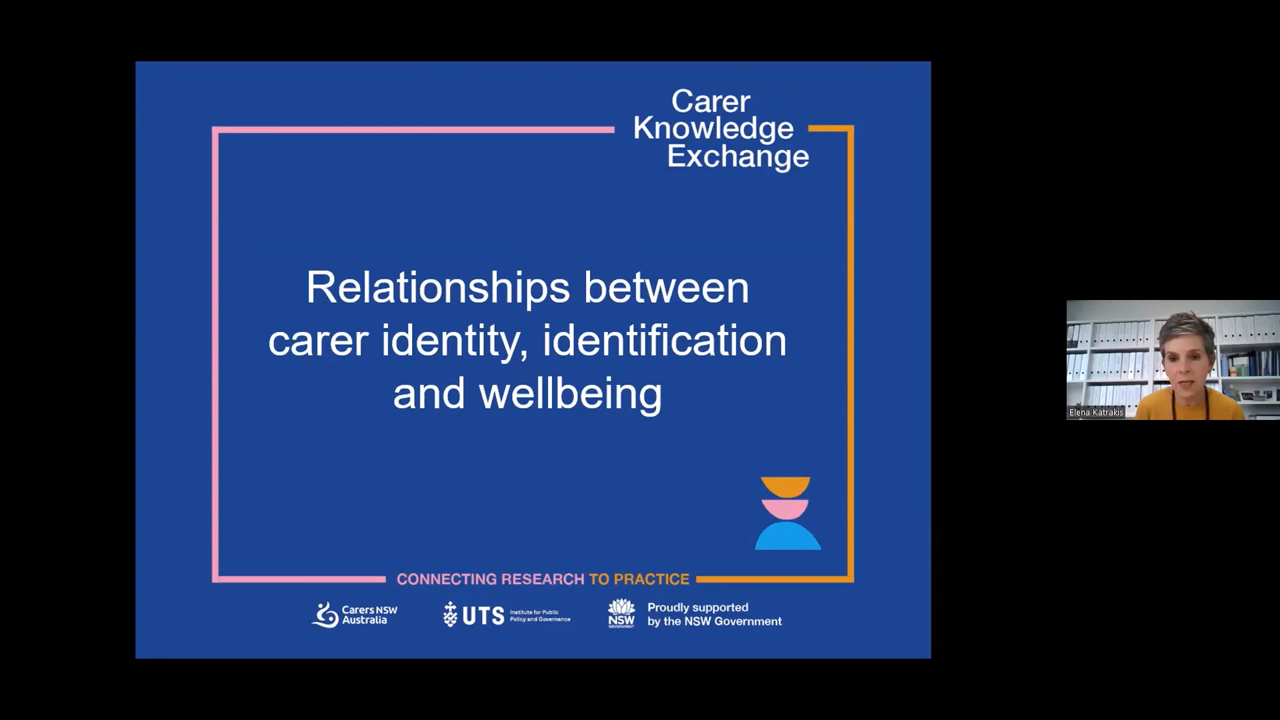 Carer
Knowledge
Exchange
Relationships between
carer identity, identification
and wellbeing
CONNECTING RESEARCH TO PRACTICE
Carers NSW
Australia
UTS
Institute for Public
Policy and Governance
NSW
GOVERNMENT
Proudly supported
by the NSW Government
Elena Katrakis